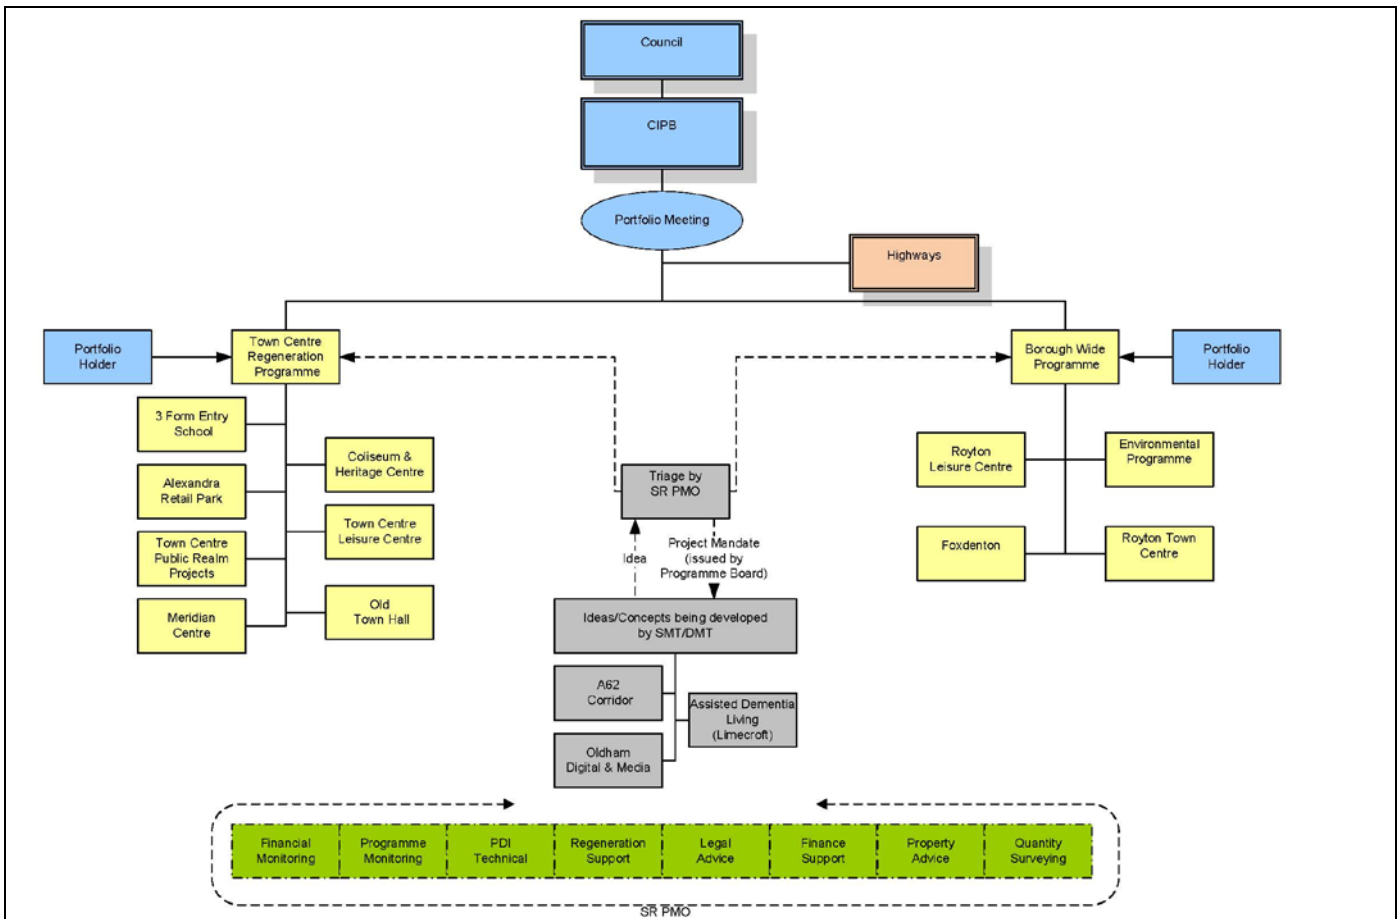 Council
CIPB
Portfolio Meeting
Highways
Portfolio
Holder
Town Centre
Regeneration
Programme
Borough Wide
Programme
Portfolio
Holder
3 Form Entry
School
Coliseum &
Heritage Centre
Alexandra
Retail Park
Town Centre
Leisure Centre
Town Centre
Public Realm
Projects
Meridian
Centre
Old
Town Hall
Triage by
SR PMO
Idea
Project Mandate
(issued by
Programme Board)
Ideas/Concepts being developed
by SMT/DMT
A62
Corridor
Assisted Dementia
Living
(Limecroft)
Oldham
Digital & Media
Royton
Leisure Centre
Environmental
Programme
Foxdenton
Royton Town
Centre
Financial
Monitoring
Programme
Monitoring
PDI
Technical
Regeneration
Support
Legal
Advice
Finance
Support
Property
Advice
Quantity
Surveying
SR PMO